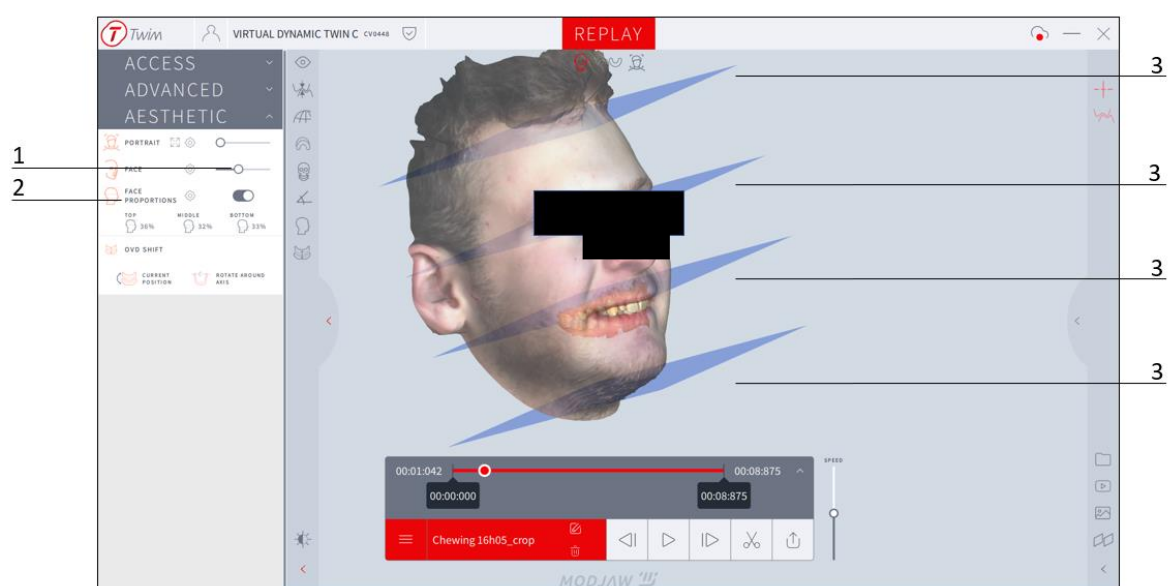 Twim VIRTUAL DYNAMIC TWIN C CV0448 REPLAY
ACCESS
ADVANCED
AESTHETIC
PORTRAIT
FACE
FACE
PROPORTIONS
TOP MIDDLE BOTTOM
36% 32% 33%
OVD SHIFT
CURRENT
POSITION
ROTATE AROUND
AXIS
1
2
3
3
3
3
00:01:042 00:08:875
00:00:000 00:08:875
SPEED
Chewing 16h05_crop
MODJAW